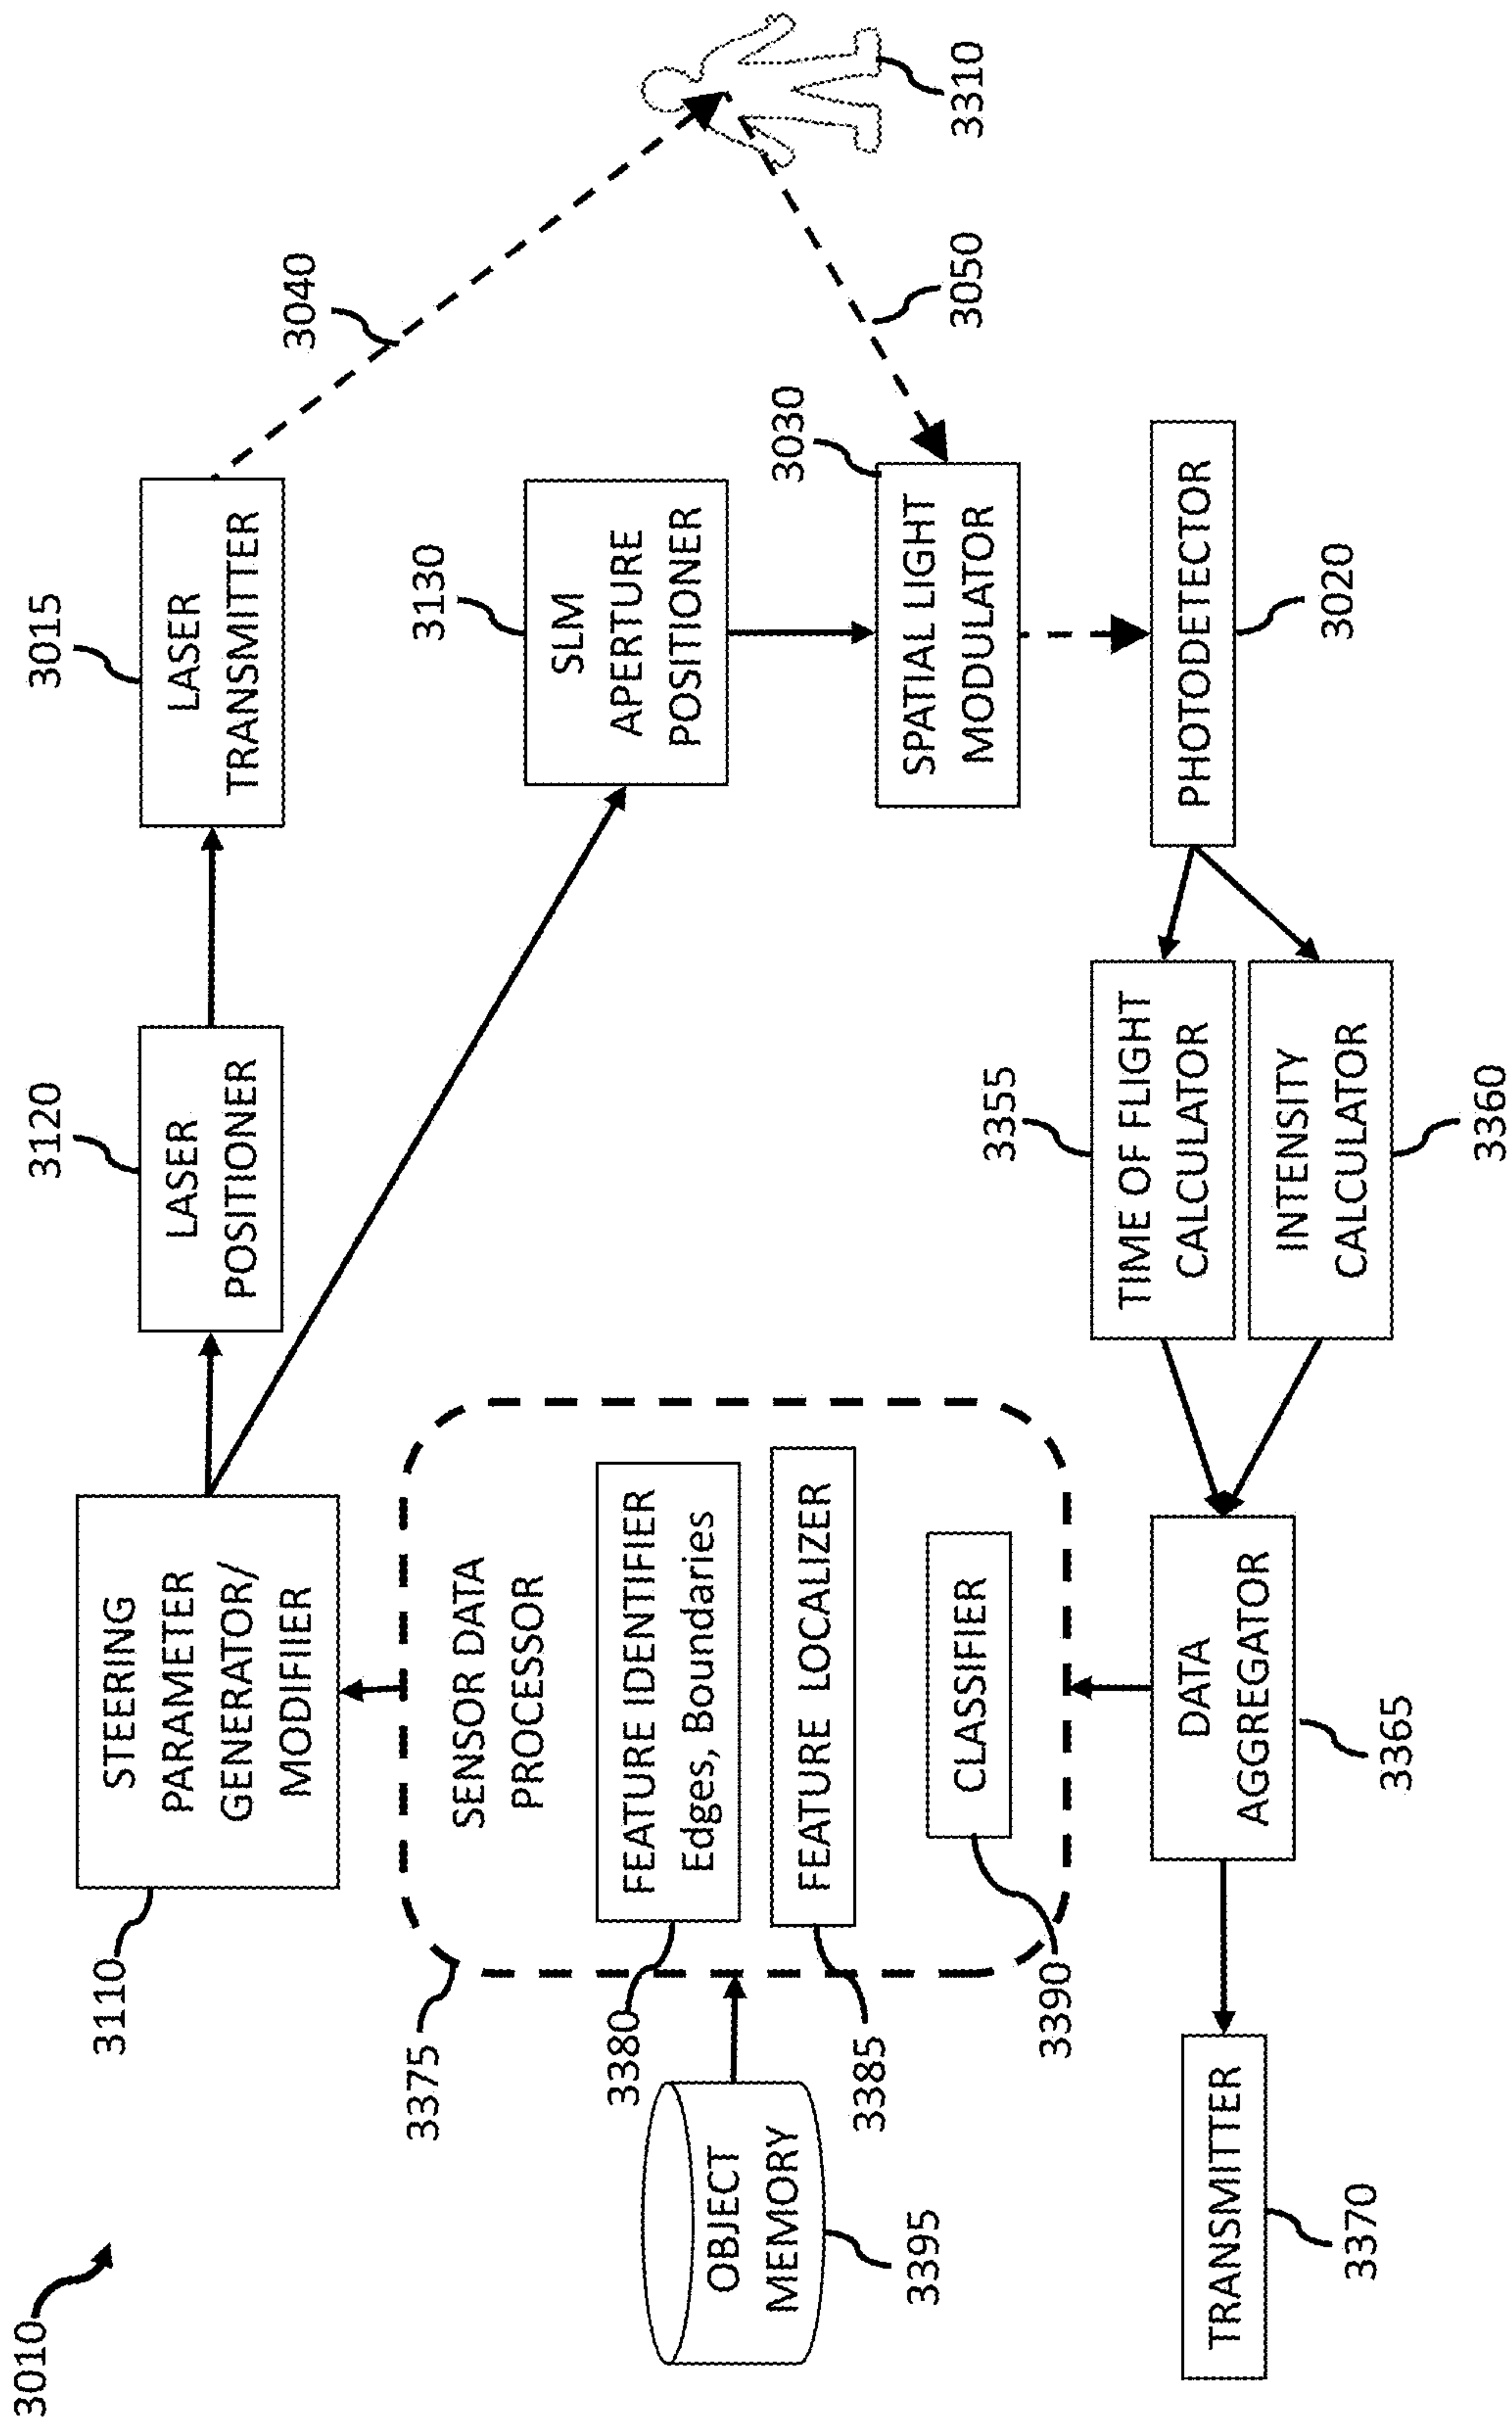 3010
3110
STEERING
PARAMETER
GENERATOR/
MODIFIER
3120
LASER
POSITIONER
3015
LASER
TRANSMITTER
3040
3375
SENSOR DATA
PROCESSOR
3380
FEATURE IDENTIFIER
Edges, Boundaries
3385
FEATURE LOCALIZER
3390
CLASSIFIER
OBJECT
MEMORY
3395
3130
SLM
APERTURE
POSITIONER
3030
SPATIAL LIGHT
MODULATOR
3050
3310
PHOTODETECTOR
3020
3355
TIME OF FLIGHT
CALCULATOR
INTENSITY
CALCULATOR
3360
DATA
AGGREGATOR
3365
TRANSMITTER
3370